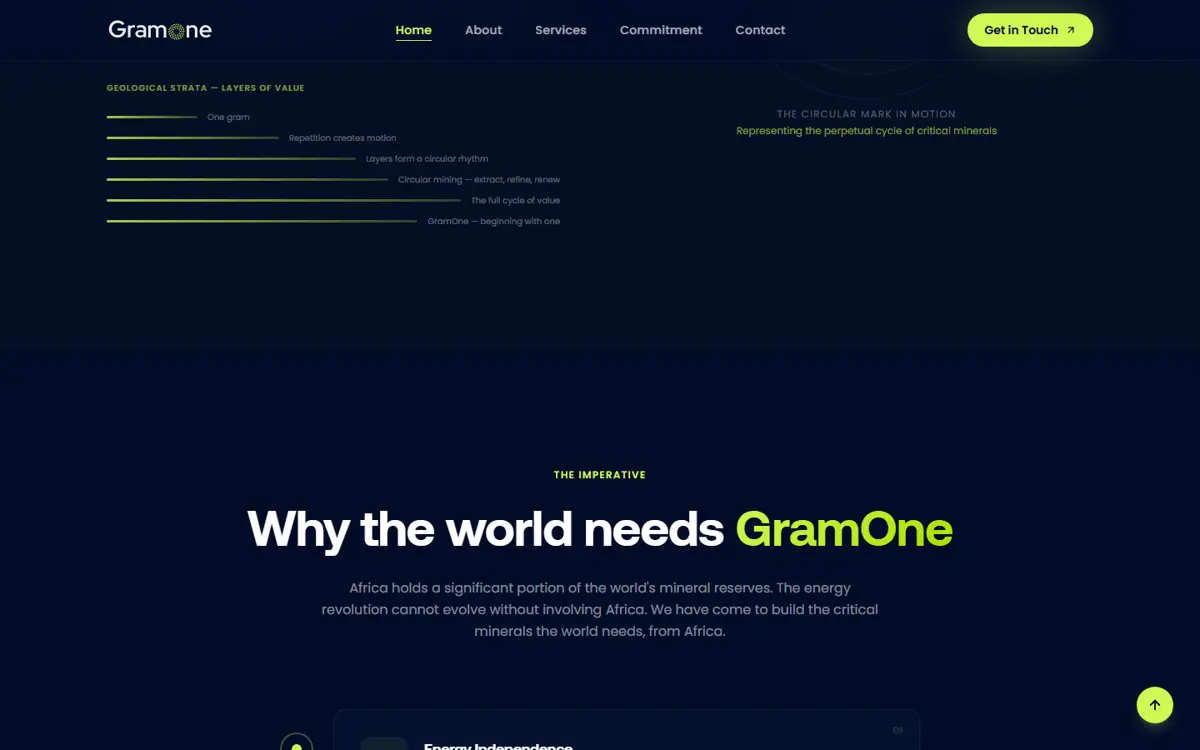 GramOne
Home
About
Services
Commitment
Contact
Get in Touch
GEOLOGICAL STRATA — LAYERS OF VALUE
One gram
Repetition creates motion
Layers form a circular rhythm
Circular mining — extract, refine, renew
The full cycle of value
GramOne — beginning with one
THE CIRCULAR MARK IN MOTION
Representing the perpetual cycle of critical minerals
THE IMPERATIVE
Why the world needs GramOne
Africa holds a significant portion of the world's mineral reserves. The energy
revolution cannot evolve without involving Africa. We have come to build the critical
minerals the world needs, from Africa.
01
Energy Independence